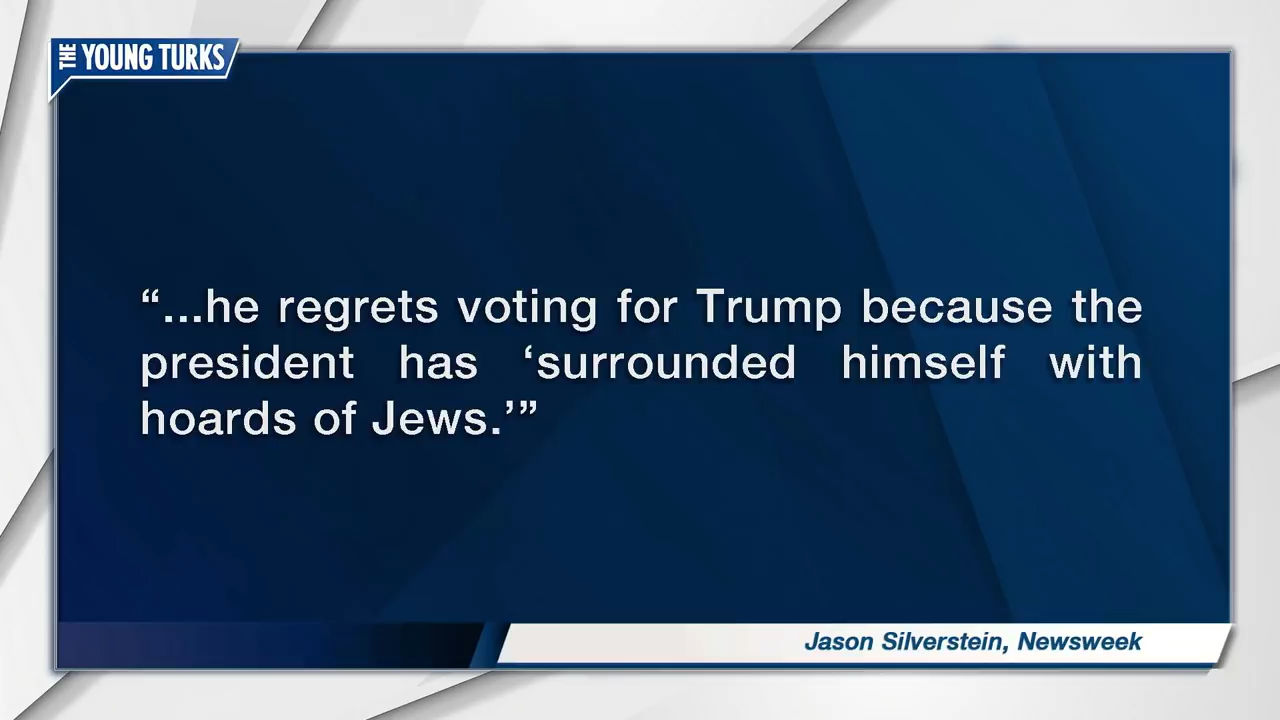 THE YOUNG TURKS
“...he regrets voting for Trump because the
president has ‘surrounded himself with
hoards of Jews.’”
Jason Silverstein, Newsweek